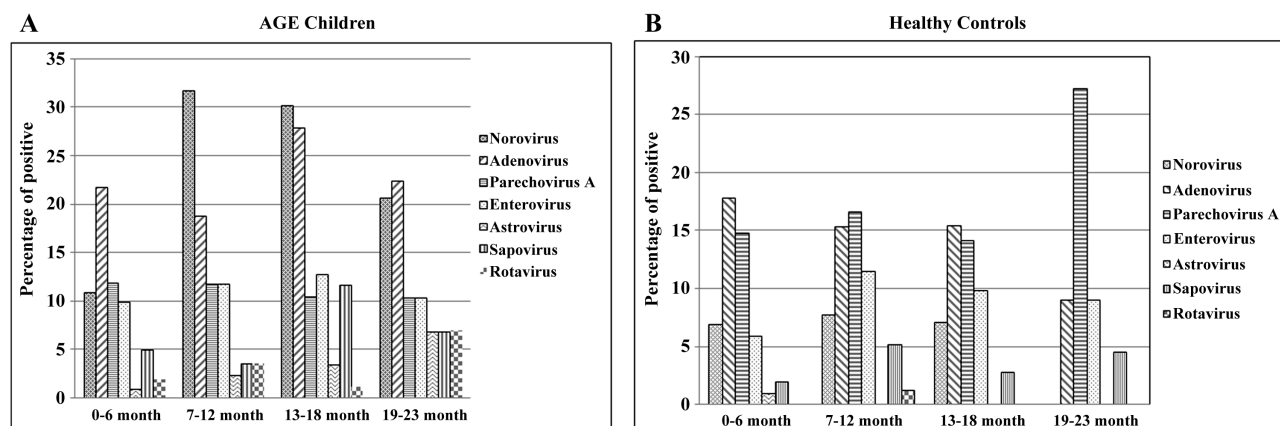 A
AGE Children
Percentage of positive
35
30
25
20
15
10
5
0
0-6 month
7-12 month
13-18 month
19-23 month
Norovirus
Adenovirus
Parechovirus A
Enterovirus
Astrovirus
Sapovirus
Rotavirus
B
Healthy Controls
Percentage of positive
30
25
20
15
10
5
0
0-6 month
7-12 month
13-18 month
19-23 month
Norovirus
Adenovirus
Parechovirus A
Enterovirus
Astrovirus
Sapovirus
Rotavirus